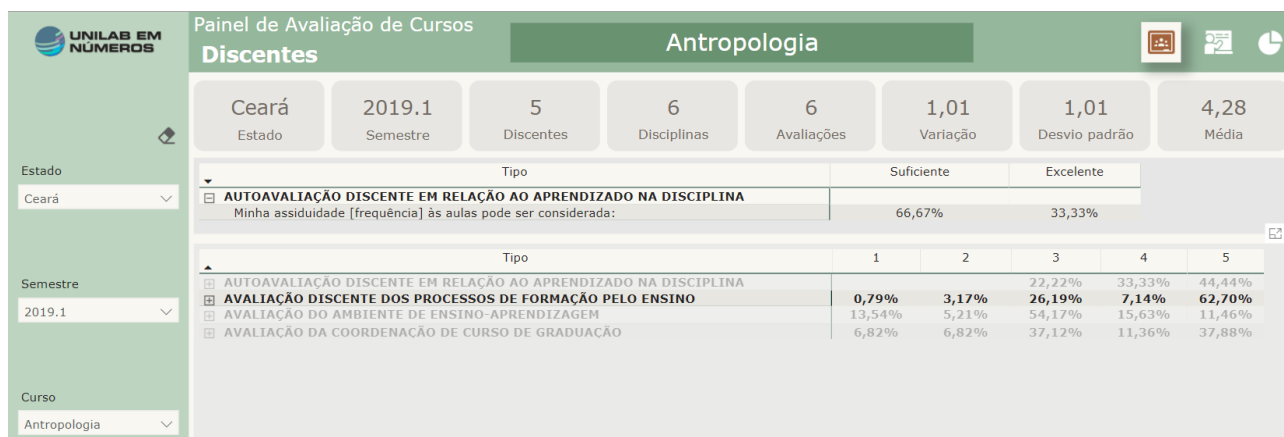 UNILAB EM
NÚMEROS
Painel de Avaliação de Cursos
Discentes
Antropologia
Ceará
Estado
2019.1
Semestre
5
Discentes
6
Disciplinas
6
Avaliações
1,01
Variação
1,01
Desvio padrão
4,28
Média
Estado
Ceará
Semestre
2019.1
Curso
Antropologia
Tipo Suficiente Excelente
AUTOAVALIAÇÃO DISCENTE EM RELAÇÃO AO APRENDIZADO NA DISCIPLINA
Minha assiduidade [frequência] às aulas pode ser considerada: 66,67% 33,33%
Tipo 1 2 3 4 5
AUTOAVALIAÇÃO DISCENTE EM RELAÇÃO AO APRENDIZADO NA DISCIPLINA 22,22% 33,33% 44,44%
AVALIAÇÃO DISCENTE DOS PROCESSOS DE FORMAÇÃO PELO ENSINO 0,79% 3,17% 26,19% 7,14% 62,70%
AVALIAÇÃO DO AMBIENTE DE ENSINO-APRENDIZAGEM 13,54% 5,21% 54,17% 15,63% 11,46%
AVALIAÇÃO DA COORDENAÇÃO DE CURSO DE GRADUAÇÃO 6,82% 6,82% 37,12% 11,36% 37,88%